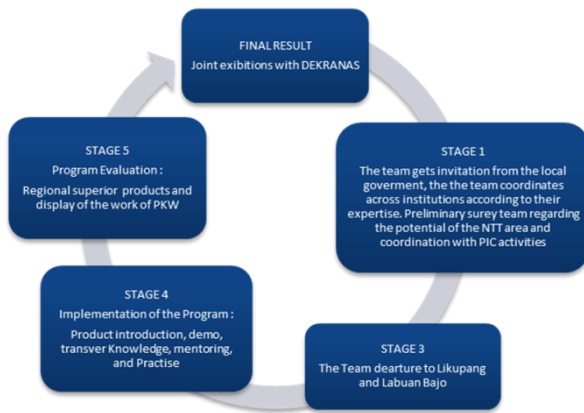 FINAL RESULT
Joint exibitions with DEKRANAS
STAGE 1
The team gets invitation from the local
goverment, the the team coordinates
across institutions according to their
expertise. Preliminary surey team regarding
the potential of the NTT area and
coordination with PIC activities
STAGE 3
The Team dearture to Likupang
and Labuan Bajo
STAGE 4
Implementation of the Program :
Product introduction, demo,
transver Knowledge, mentoring,
and Practise
STAGE 5
Program Evaluation :
Regional superior products and
display of the work of PKW